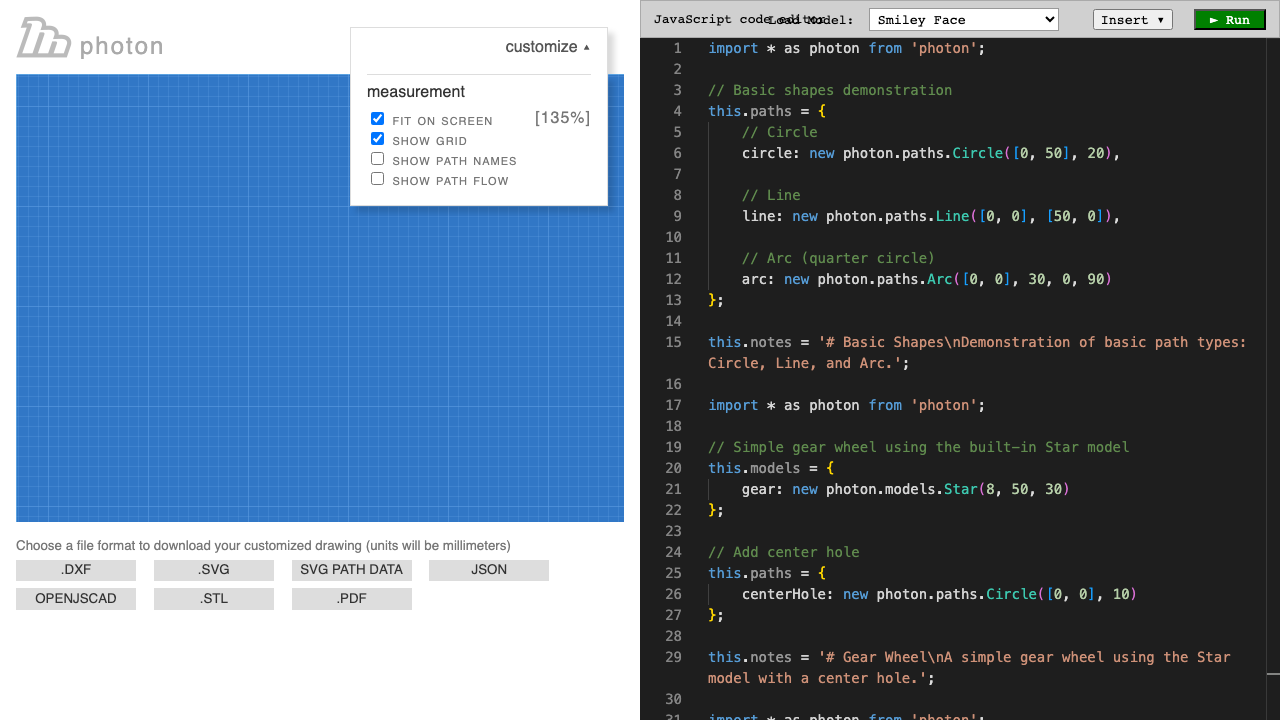 photon
customize ▲
measurement
FIT ON SCREEN [135%]
SHOW GRID
SHOW PATH NAMES
SHOW PATH FLOW
Choose a file format to download your customized drawing (units will be millimeters)
.DXF .SVG SVG PATH DATA JSON
OPENJSCAD .STL .PDF
JavaScript code editor Load Model: Smiley Face Insert ▾ ► Run
1 import * as photon from 'photon';
2
3 // Basic shapes demonstration
4 this.paths = {
5 // Circle
6 circle: new photon.paths.Circle([0, 50], 20),
7
8 // Line
9 line: new photon.paths.Line([0, 0], [50, 0]),
10
11 // Arc (quarter circle)
12 arc: new photon.paths.Arc([0, 0], 30, 0, 90)
13 };
14
15 this.notes = '# Basic Shapes\nDemonstration of basic path types:
Circle, Line, and Arc.';
16
17 import * as photon from 'photon';
18
19 // Simple gear wheel using the built-in Star model
20 this.models = {
21 gear: new photon.models.Star(8, 50, 30)
22 };
23
24 // Add center hole
25 this.paths = {
26 centerHole: new photon.paths.Circle([0, 0], 10)
27 };
28
29 this.notes = '# Gear Wheel\nA simple gear wheel using the Star
model with a center hole.';
30
31 import * as photon from 'photon';